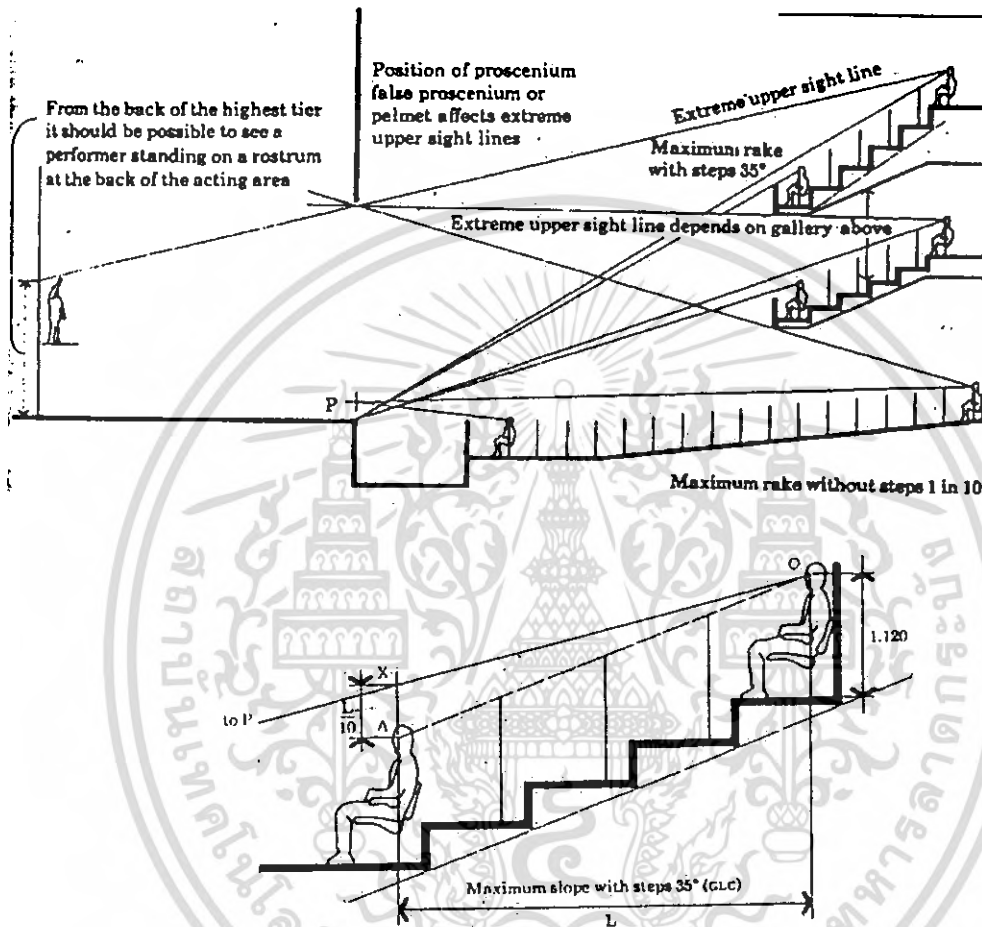 Position of proscenium
false proscenium or
pelmet affects extreme
upper sight lines
From the back of the highest tier
it should be possible to see a
performer standing on a rostrum
at the back of the acting area
Extreme upper sight line
Maximum rake
with steps 35°
Extreme upper sight line depends on gallery above
P
Maximum rake without steps 1 in 10
O
1.120
X
L
10
A
to P
Maximum slope with steps 35° (GLC)
L